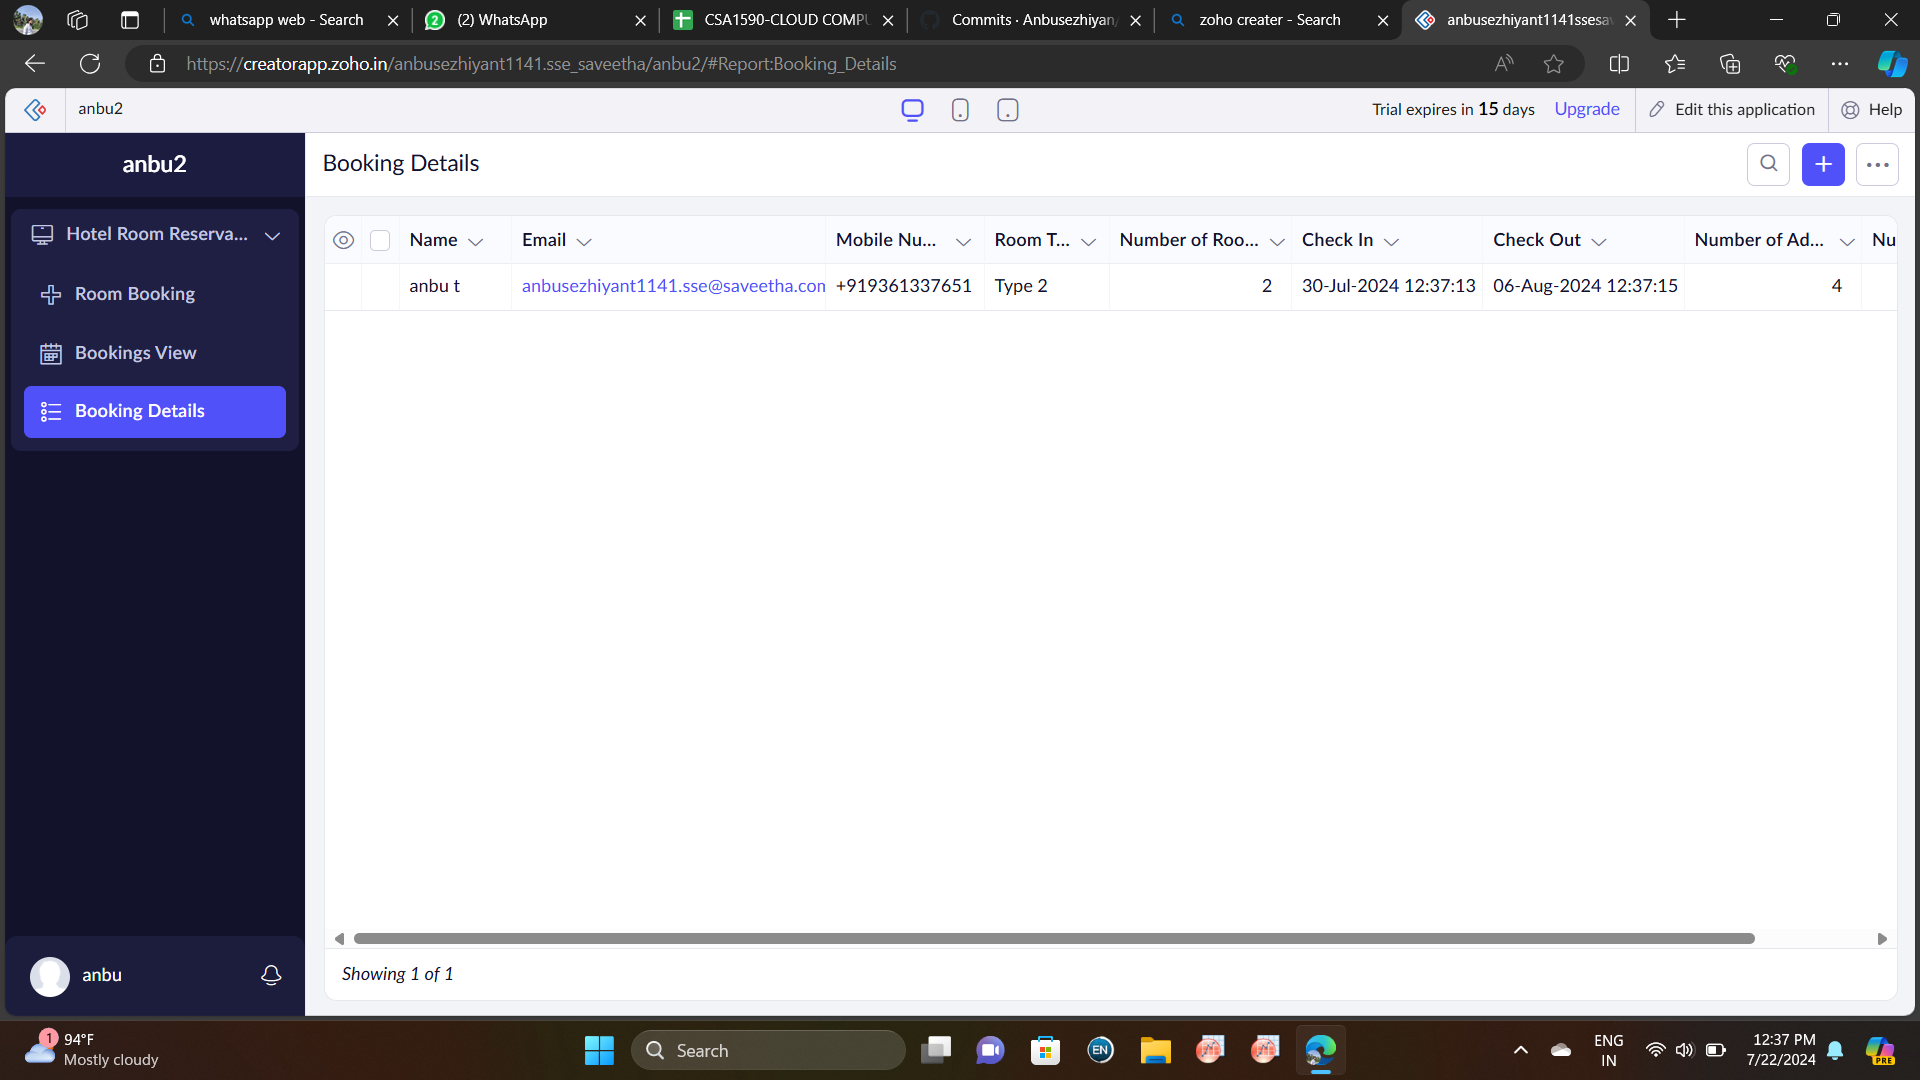 whatsapp web - Search
(2) WhatsApp
CSA1590-CLOUD COMPU
Commits · Anbusezhiyan/
zoho creater - Search
anbusezhiyant1141ssesav
https://creatorapp.zoho.in/anbusezhiyant1141.sse_saveetha/anbu2/#Report:Booking_Details
anbu2
Trial expires in 15 days
Upgrade
Edit this application
Help
anbu2
Booking Details
Hotel Room Reserva...
Room Booking
Bookings View
Booking Details
Name Email Mobile Nu... Room T... Number of Roo... Check In Check Out Number of Ad... Nu
anbu t anbusezhiyant1141.sse@saveetha.com +919361337651 Type 2 2 30-Jul-2024 12:37:13 06-Aug-2024 12:37:15 4
Showing 1 of 1
anbu
1
94°F
Mostly cloudy
Search
EN
ENG
IN
12:37 PM
7/22/2024
PRE